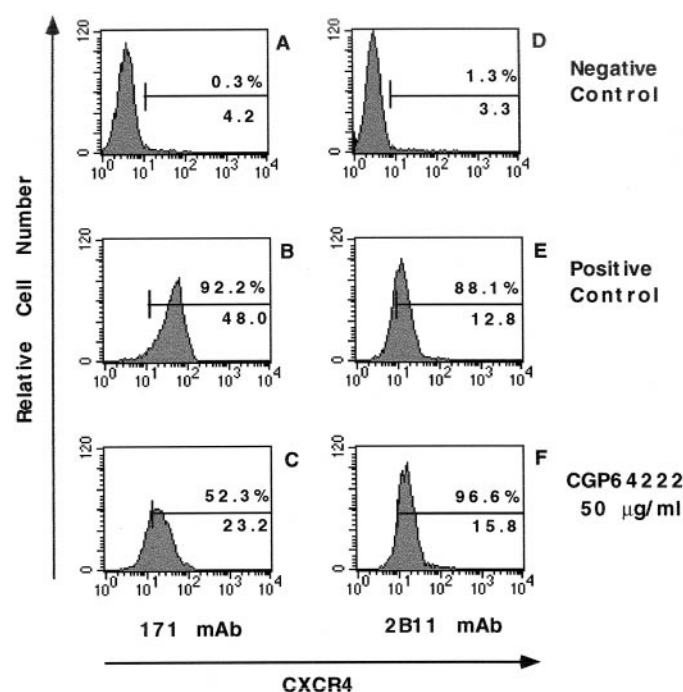 120
A
0.3%
4.2
0
10^0 10^1 10^2 10^3 10^4
120
D
1.3%
3.3
0
10^0 10^1 10^2 10^3 10^4
Negative
Control
120
B
92.2%
48.0
0
10^0 10^1 10^2 10^3 10^4
120
E
88.1%
12.8
0
10^0 10^1 10^2 10^3 10^4
Positive
Control
120
C
52.3%
23.2
0
10^0 10^1 10^2 10^3 10^4
120
F
96.6%
15.8
0
10^0 10^1 10^2 10^3 10^4
CGP64222
50 μg/ml
Relative Cell Number
171 mAb
2B11 mAb
CXCR4